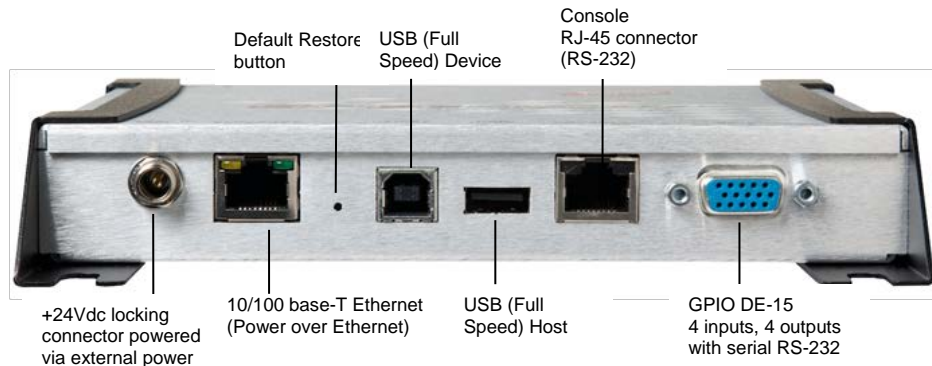 Default Restore
button
USB (Full
Speed) Device
Console
RJ-45 connector
(RS-232)
+24Vdc locking
connector powered
via external power
10/100 base-T Ethernet
(Power over Ethernet)
USB (Full
Speed) Host
GPIO DE-15
4 inputs, 4 outputs
with serial RS-232